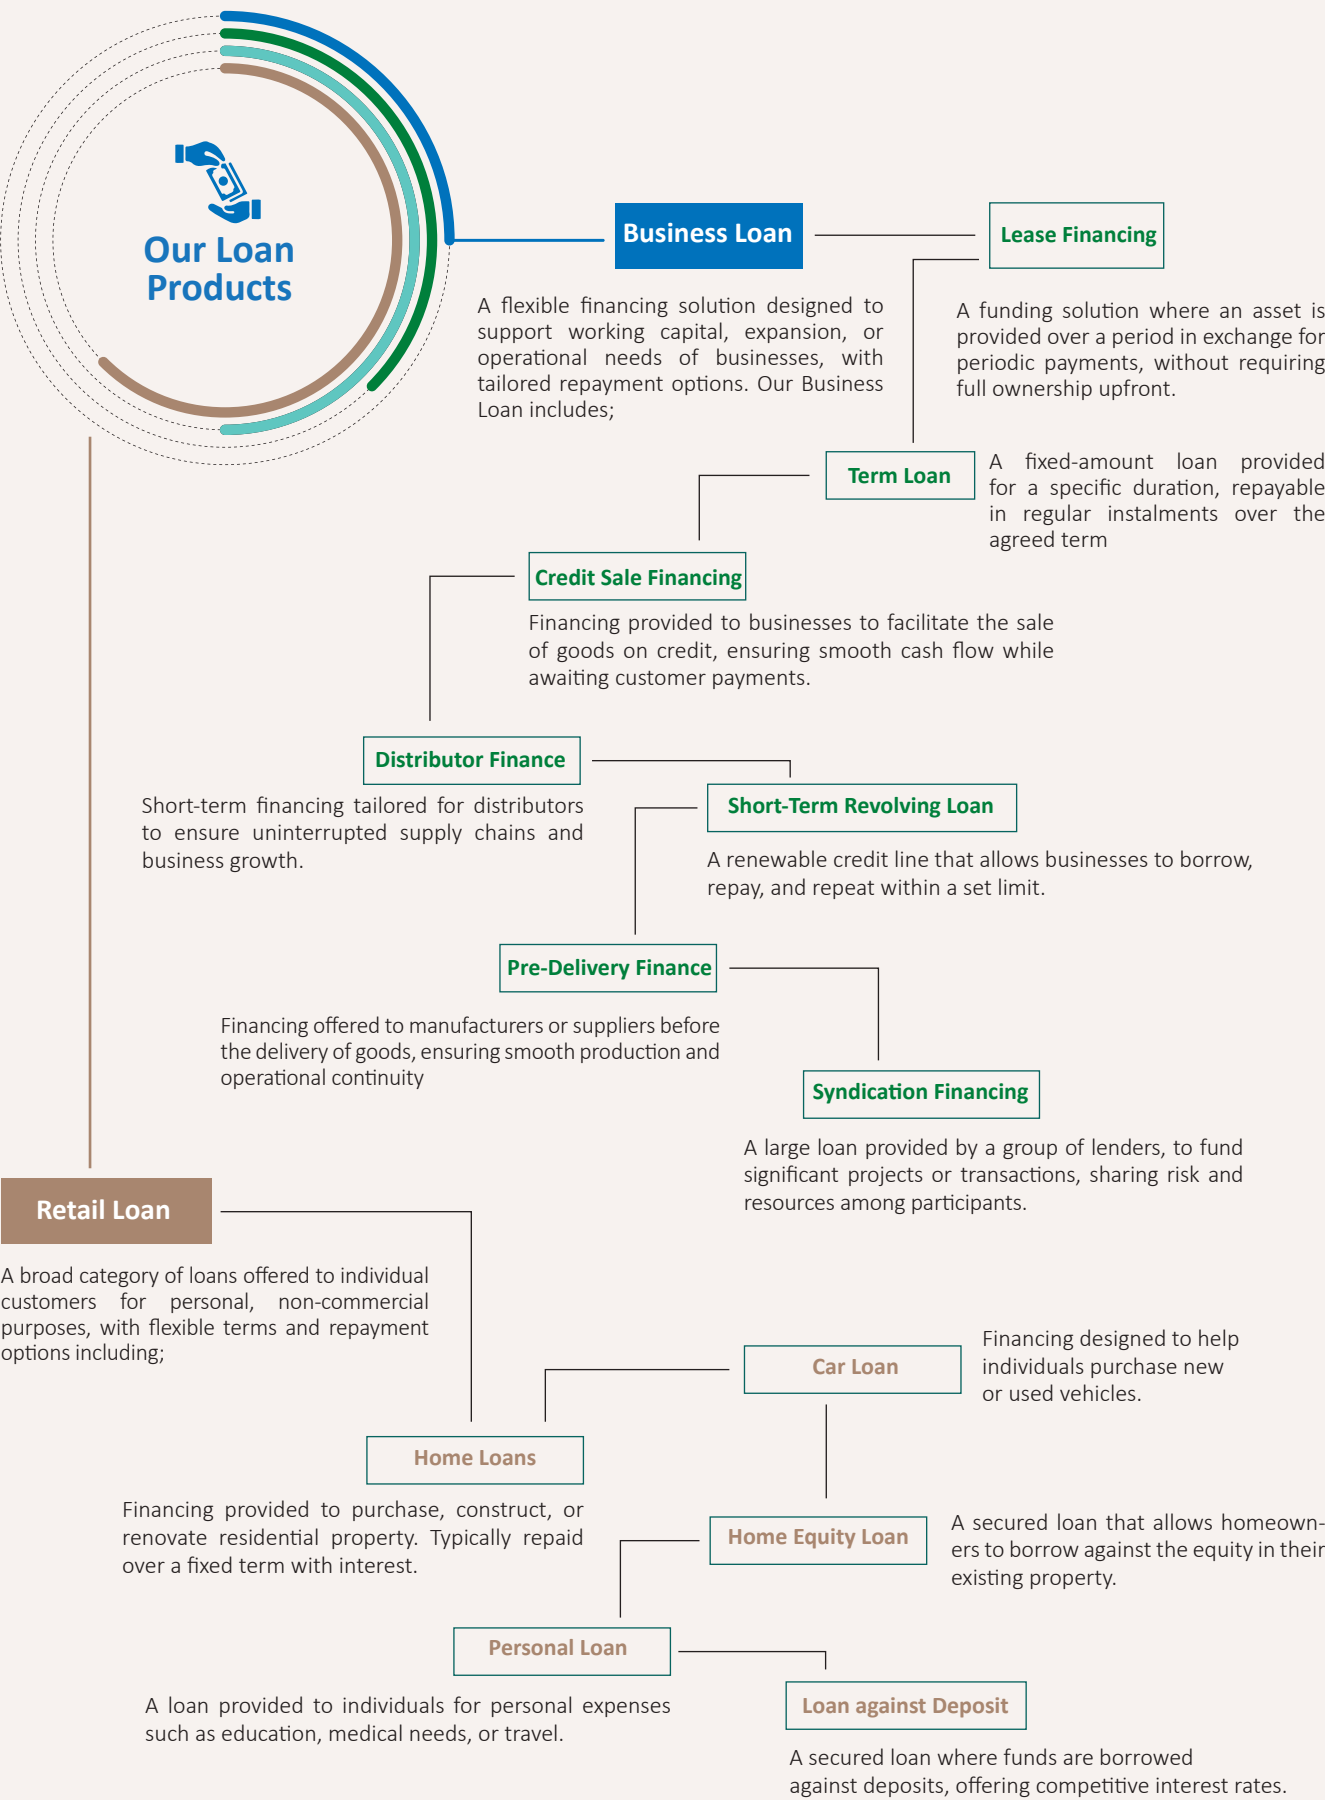 Our Loan
Products
Business Loan
A flexible financing solution designed to
support working capital, expansion, or
operational needs of businesses, with
tailored repayment options. Our Business
Loan includes;
Lease Financing
A funding solution where an asset is
provided over a period in exchange for
periodic payments, without requiring
full ownership upfront.
Term Loan
A fixed-amount loan provided
for a specific duration, repayable
in regular instalments over the
agreed term
Credit Sale Financing
Financing provided to businesses to facilitate the sale
of goods on credit, ensuring smooth cash flow while
awaiting customer payments.
Distributor Finance
Short-term financing tailored for distributors
to ensure uninterrupted supply chains and
business growth.
Short-Term Revolving Loan
A renewable credit line that allows businesses to borrow,
repay, and repeat within a set limit.
Pre-Delivery Finance
Financing offered to manufacturers or suppliers before
the delivery of goods, ensuring smooth production and
operational continuity
Syndication Financing
A large loan provided by a group of lenders, to fund
significant projects or transactions, sharing risk and
resources among participants.
Retail Loan
A broad category of loans offered to individual
customers for personal, non-commercial
purposes, with flexible terms and repayment
options including;
Car Loan
Financing designed to help
individuals purchase new
or used vehicles.
Home Loans
Financing provided to purchase, construct, or
renovate residential property. Typically repaid
over a fixed term with interest.
Home Equity Loan
A secured loan that allows homeown-
ers to borrow against the equity in their
existing property.
Personal Loan
A loan provided to individuals for personal expenses
such as education, medical needs, or travel.
Loan against Deposit
A secured loan where funds are borrowed
against deposits, offering competitive interest rates.